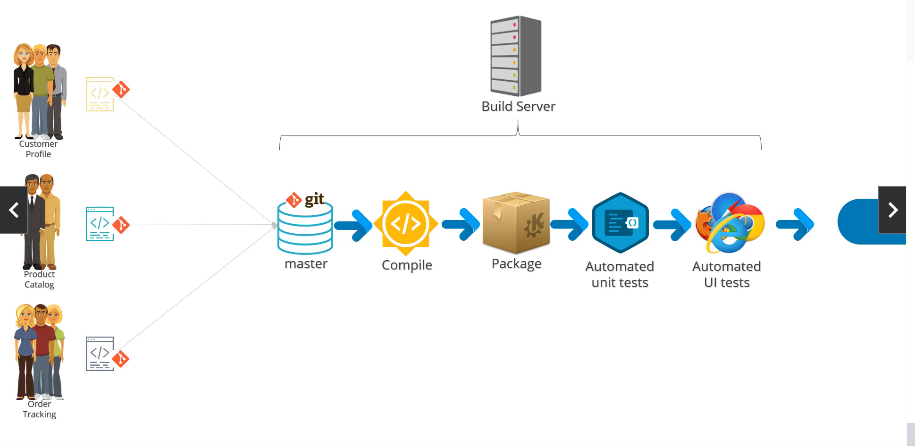 Build Server
Customer
Profile
</>
git
Product
Catalog
</>
master
</>
Compile
Package
{}
Automated
unit tests
Automated
UI tests
Order
Tracking
</>